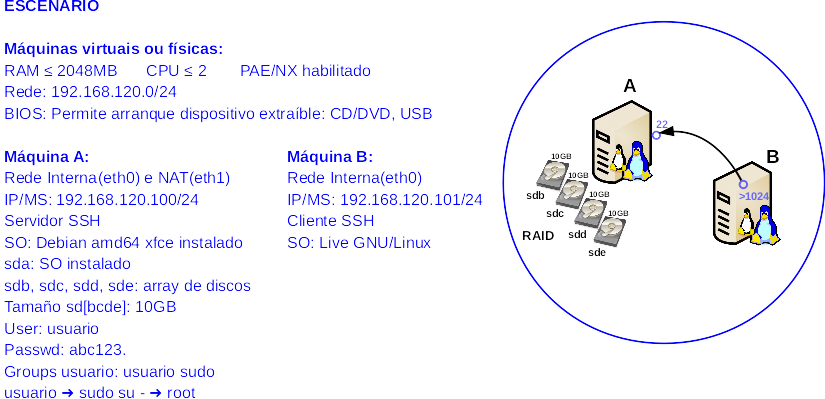 ESCENARIO
Máquinas virtuais ou físicas:
RAM ≤ 2048MB CPU ≤ 2 PAE/NX habilitado
Rede: 192.168.120.0/24
BIOS: Permite arranque dispositivo extraíble: CD/DVD, USB
Máquina A:
Rede Interna(eth0) e NAT(eth1)
IP/MS: 192.168.120.100/24
Servidor SSH
SO: Debian amd64 xfce instalado
sda: SO instalado
sdb, sdc, sdd, sde: array de discos
Tamaño sd[bcde]: 10GB
User: usuario
Passwd: abc123.
Groups usuario: usuario sudo
usuario ➜ sudo su - ➜ root
Máquina B:
Rede Interna(eth0)
IP/MS: 192.168.120.101/24
Cliente SSH
SO: Live GNU/Linux
A
22
B
>1024
10GB
sdb
10GB
sdc
10GB
sdd
10GB
sde
RAID